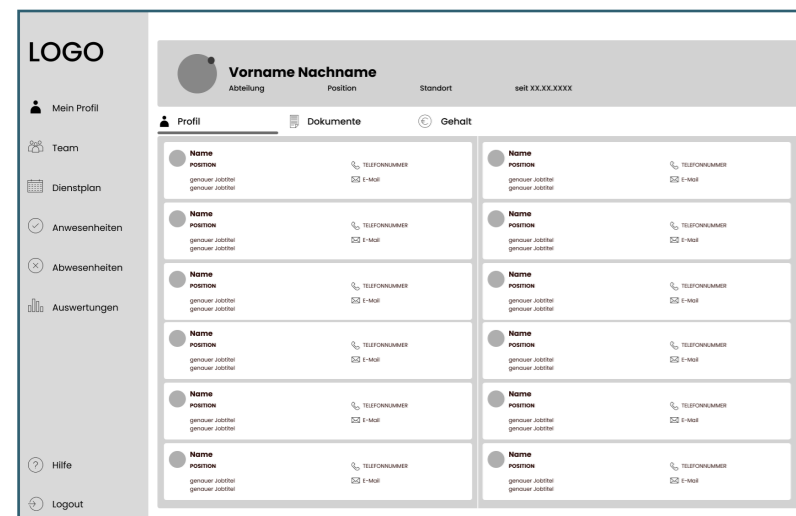 LOGO
Mein Profil
Team
Dienstplan
Anwesenheiten
Abwesenheiten
Auswertungen
Hilfe
Logout
Vorname Nachname
Abteilung Position Standort seit XX.XX.XXXX
Profil Dokumente Gehalt
Name
POSITION TELEFONNUMMER
genauer Jobtitel E-Mail
genauer Jobtitel
Name
POSITION TELEFONNUMMER
genauer Jobtitel E-Mail
genauer Jobtitel
Name
POSITION TELEFONNUMMER
genauer Jobtitel E-Mail
genauer Jobtitel
Name
POSITION TELEFONNUMMER
genauer Jobtitel E-Mail
genauer Jobtitel
Name
POSITION TELEFONNUMMER
genauer Jobtitel E-Mail
genauer Jobtitel
Name
POSITION TELEFONNUMMER
genauer Jobtitel E-Mail
genauer Jobtitel
Name
POSITION TELEFONNUMMER
genauer Jobtitel E-Mail
genauer Jobtitel
Name
POSITION TELEFONNUMMER
genauer Jobtitel E-Mail
genauer Jobtitel
Name
POSITION TELEFONNUMMER
genauer Jobtitel E-Mail
genauer Jobtitel
Name
POSITION TELEFONNUMMER
genauer Jobtitel E-Mail
genauer Jobtitel
Name
POSITION TELEFONNUMMER
genauer Jobtitel E-Mail
genauer Jobtitel
Name
POSITION TELEFONNUMMER
genauer Jobtitel E-Mail
genauer Jobtitel